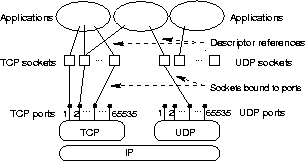 Applications Applications
Descriptor references
TCP sockets ... ... UDP sockets
Sockets bound to ports
TCP ports 1 2 ... ... 65535 1 2 ... ... 65535 UDP ports
TCP UDP
IP